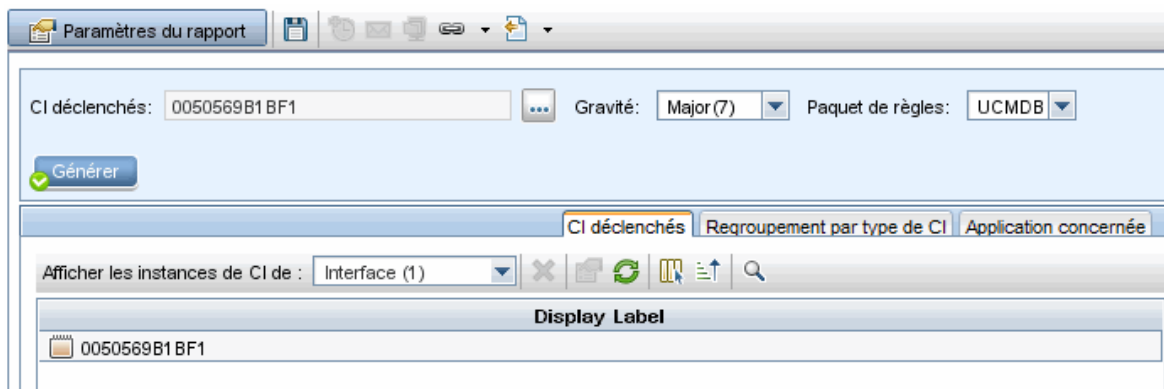 Paramètres du rapport
CI déclenchés: 0050569B1BF1 ... Gravité: Major(7) Paquet de règles: UCMDB
Générer
CI déclenchés Regroupement par type de CI Application concernée
Afficher les instances de CI de : Interface (1)
Display Label
0050569B1BF1